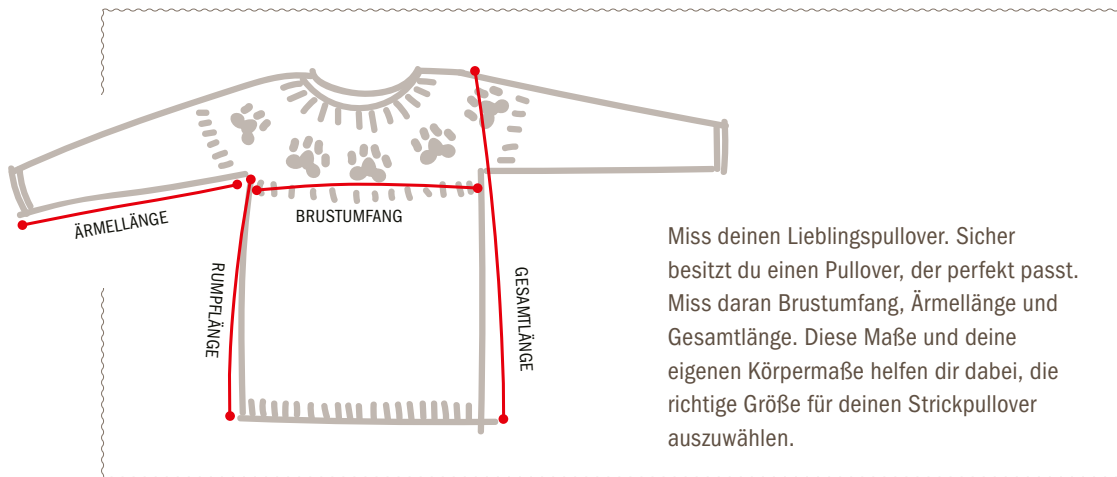 ÄRMELLÄNGE
BRUSTUMFANG
RUMPFLÄNGE
GESAMTLÄNGE
Miss deinen Lieblingspullover. Sicher
besitzt du einen Pullover, der perfekt passt.
Miss daran Brustumfang, Ärmellänge und
Gesamtlänge. Diese Maße und deine
eigenen Körpermaße helfen dir dabei, die
richtige Größe für deinen Strickpullover
auszuwählen.